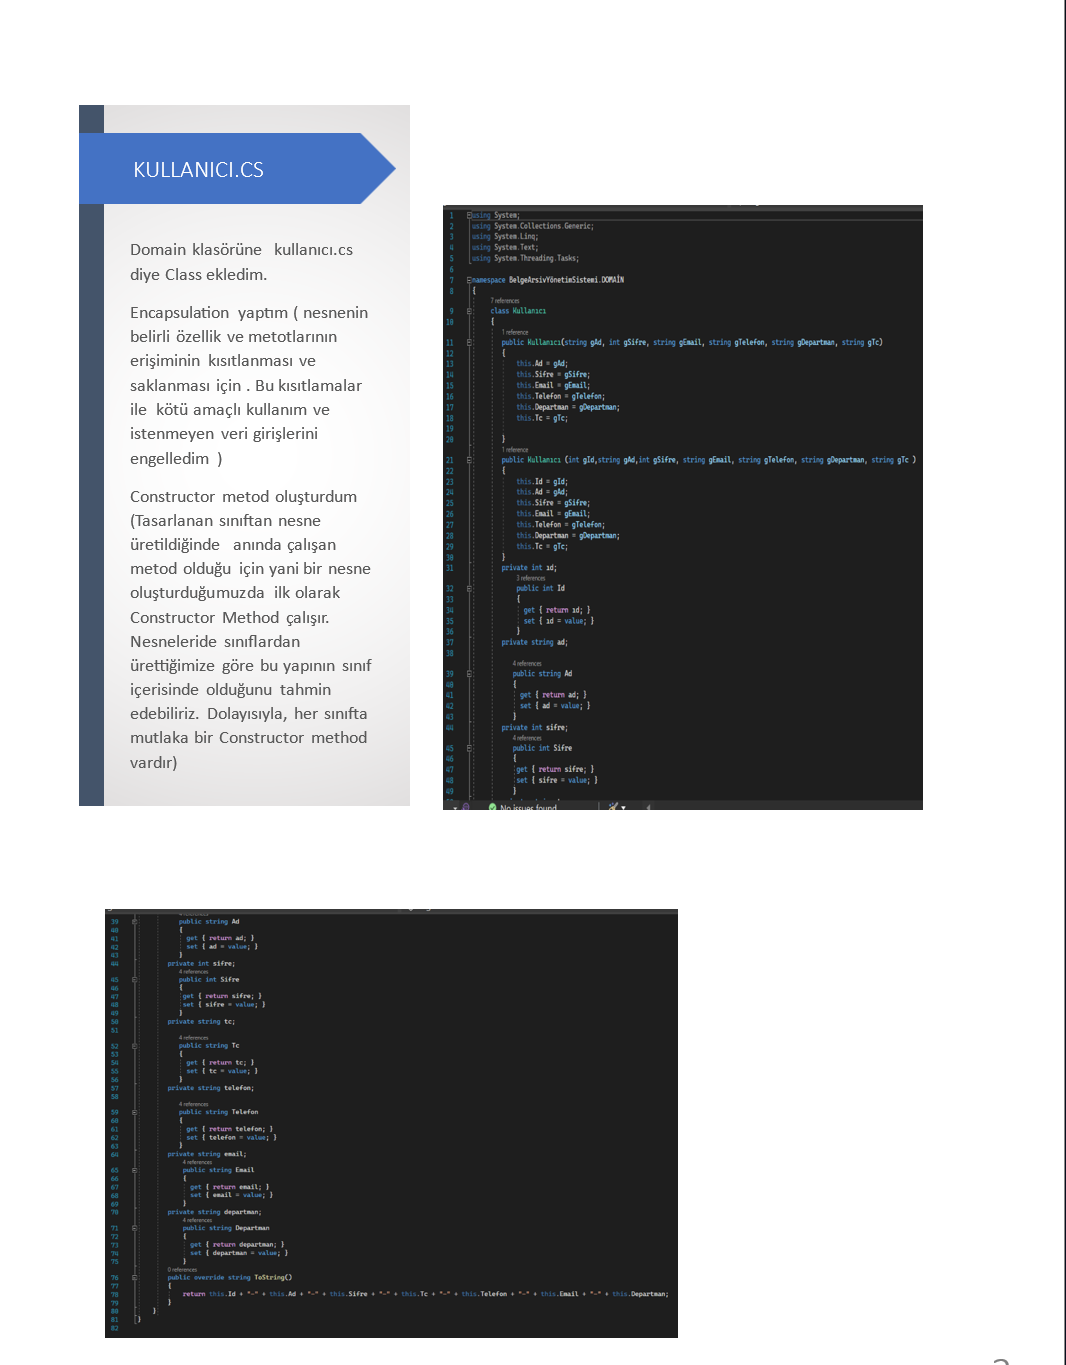 KULLANICI.CS
Domain klasörüne kullanıcı.cs
diye Class ekledim.
Encapsulation yaptım ( nesnenin
belirli özellik ve metotlarının
erişiminin kısıtlanması ve
saklanması için . Bu kısıtlamalar
ile kötü amaçlı kullanım ve
istenmeyen veri girişlerini
engelledim )
Constructor metod oluşturdum
(Tasarlanan sınıftan nesne
üretildiğinde anında çalışan
metod olduğu için yani bir nesne
oluşturduğumuzda ilk olarak
Constructor Method çalışır.
Nesneleride sınıflardan
ürettiğimize göre bu yapının sınıf
içerisinde olduğunu tahmin
edebiliriz. Dolayısıyla, her sınıfta
mutlaka bir Constructor method
vardır)
1 using System;
2 using System.Collections.Generic;
3 using System.Linq;
4 using System.Text;
5 using System.Threading.Tasks;
6
7 namespace BelgeArsivYönetimSistemi.DOMAİN
8 {
7 references
9 class Kullanıcı
10 {
1 reference
11 public Kullanıcı(string gAd, int gSifre, string gEmail, string gTelefon, string gDepartman, string gTc)
12 {
13 this.Ad = gAd;
14 this.Sifre = gSifre;
15 this.Email = gEmail;
16 this.Telefon = gTelefon;
17 this.Departman = gDepartman;
18 this.Tc = gTc;
19
20 }
1 reference
21 public Kullanıcı (int gId,string gAd,int gSifre, string gEmail, string gTelefon, string gDepartman, string gTc )
22 {
23 this.Id = gId;
24 this.Ad = gAd;
25 this.Sifre = gSifre;
26 this.Email = gEmail;
27 this.Telefon = gTelefon;
28 this.Departman = gDepartman;
29 this.Tc = gTc;
30 }
31 private int ıd;
3 references
32 public int Id
33 {
34 get { return ıd; }
35 set { ıd = value; }
36 }
37 private string ad;
38
4 references
39 public string Ad
40 {
41 get { return ad; }
42 set { ad = value; }
43 }
44 private int sifre;
4 references
45 public int Sifre
46 {
47 get { return sifre; }
48 set { sifre = value; }
49 }
No issues found
39 public string Ad
40 {
41 get { return ad; }
42 set { ad = value; }
43 }
44 private int sifre;
4 references
45 public int Sifre
46 {
47 get { return sifre; }
48 set { sifre = value; }
49 }
50 private string tc;
51
4 references
52 public string Tc
53 {
54 get { return tc; }
55 set { tc = value; }
56 }
57 private string telefon;
58
4 references
59 public string Telefon
60 {
61 get { return telefon; }
62 set { telefon = value; }
63 }
64 private string email;
4 references
65 public string Email
66 {
67 get { return email; }
68 set { email = value; }
69 }
70 private string departman;
4 references
71 public string Departman
72 {
73 get { return departman; }
74 set { departman = value; }
75 }
0 references
76 public override string ToString()
77 {
78 return this.Id + "-" + this.Ad + "-" + this.Sifre + "-" + this.Tc + "-" + this.Telefon + "-" + this.Email + "-" + this.Departman;
79 }
80 }
81 }
82